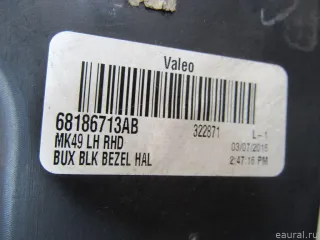 Valeo
68186713AB 322871 L-1
MK49 LH RHD 03/07/2016
BUX BLK BEZEL HAL 2:47:16 PM
eaural.ru